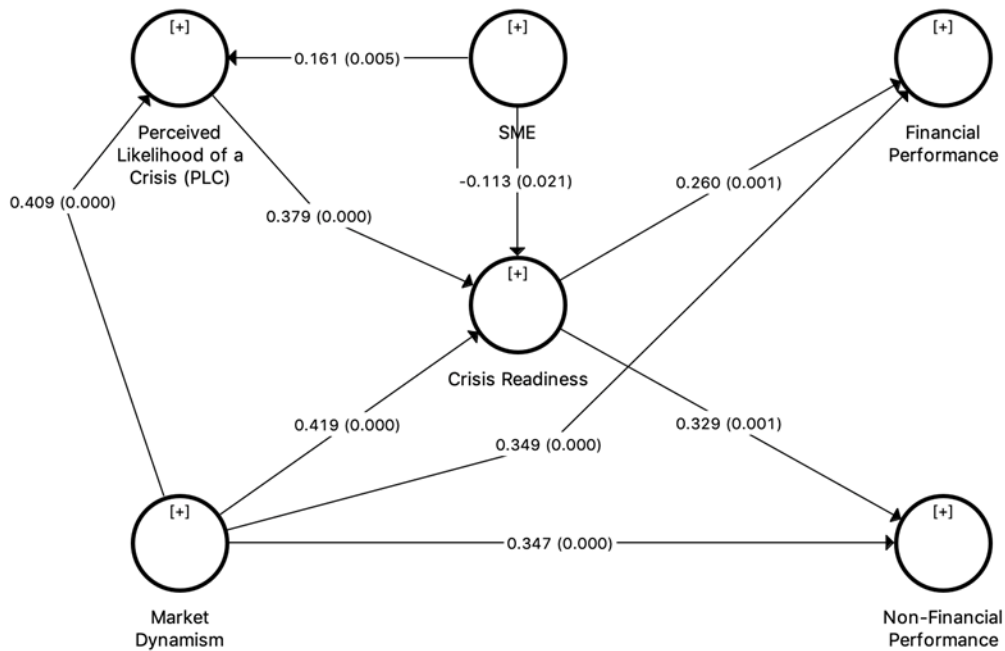 [+]
[+]
[+]
0.161 (0.005)
Perceived
Likelihood of a
Crisis (PLC)
SME
Financial
Performance
-0.113 (0.021)
0.260 (0.001)
0.409 (0.000)
0.379 (0.000)
[+]
Crisis Readiness
0.419 (0.000)
0.349 (0.000)
0.329 (0.001)
[+]
[+]
0.347 (0.000)
Market
Dynamism
Non-Financial
Performance